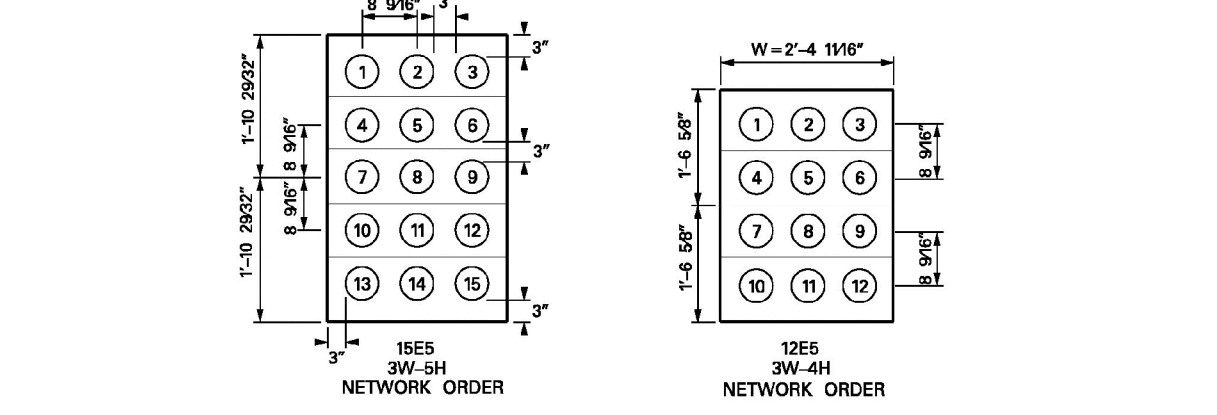 8 9/16" 3"
3"
1 2 3
4 5 6
7 8 9
10 11 12
13 14 15
1'–10 29/32"
1'–10 29/32"
8 9/16"
8 9/16"
3"
3"
3"
15E5
3W–5H
NETWORK ORDER
W = 2'–4 11/16"
1 2 3
4 5 6
7 8 9
10 11 12
1'–6 5/8"
1'–6 5/8"
8 9/16"
8 9/16"
12E5
3W–4H
NETWORK ORDER